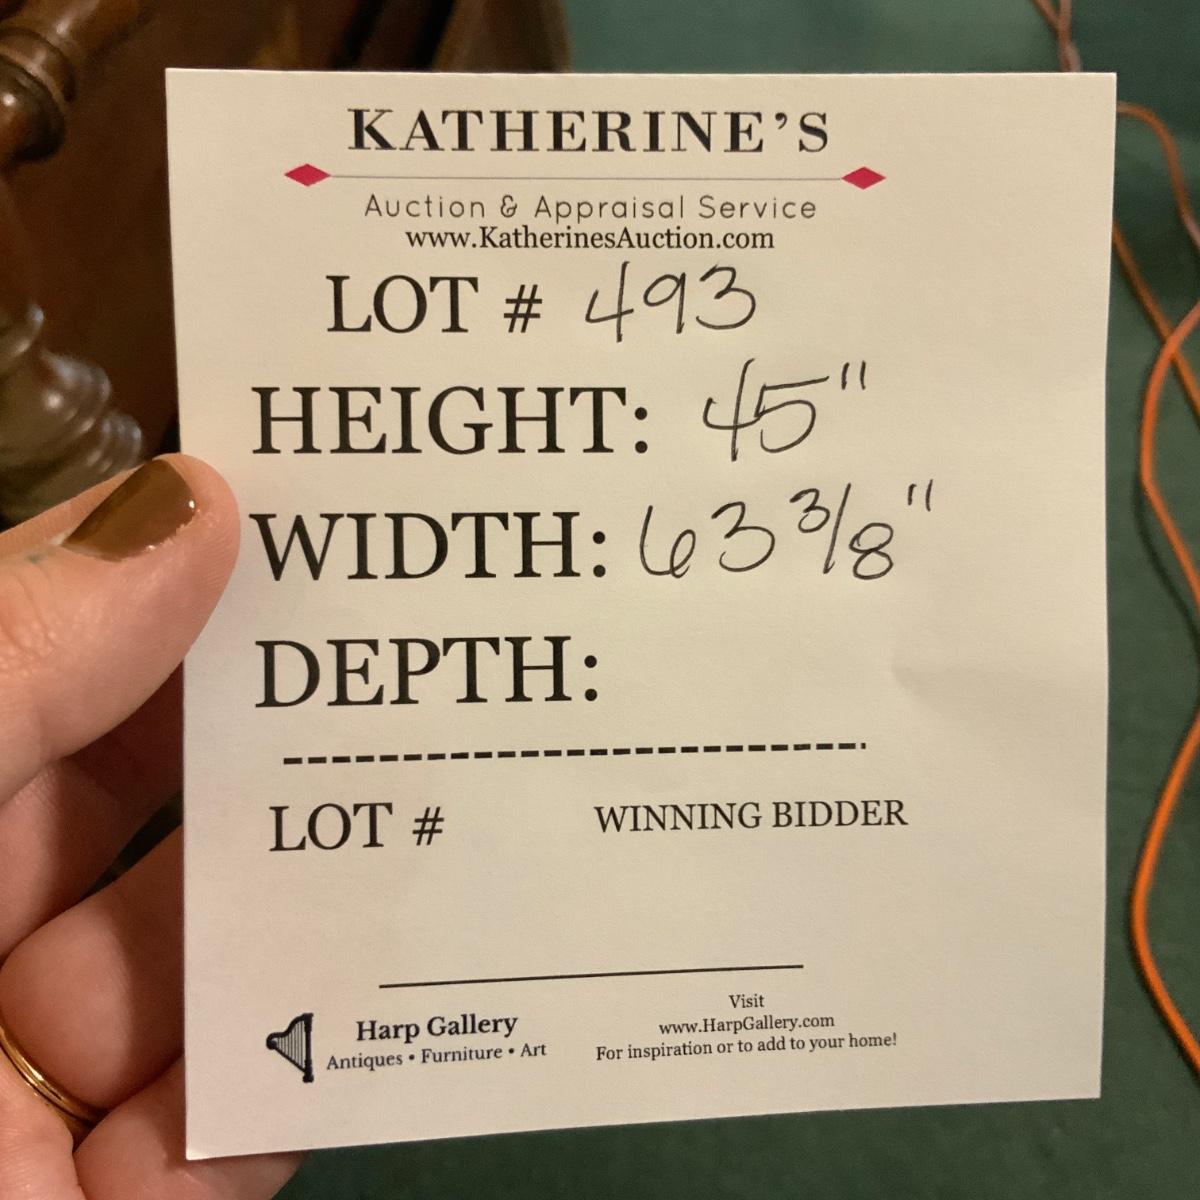 KATHERINE'S
Auction & Appraisal Service
www.KatherinesAuction.com
LOT # 493
HEIGHT: 45"
WIDTH: 63 3/8"
DEPTH:
LOT # WINNING BIDDER
Harp Gallery
Antiques • Furniture • Art
Visit
www.HarpGallery.com
For inspiration or to add to your home!